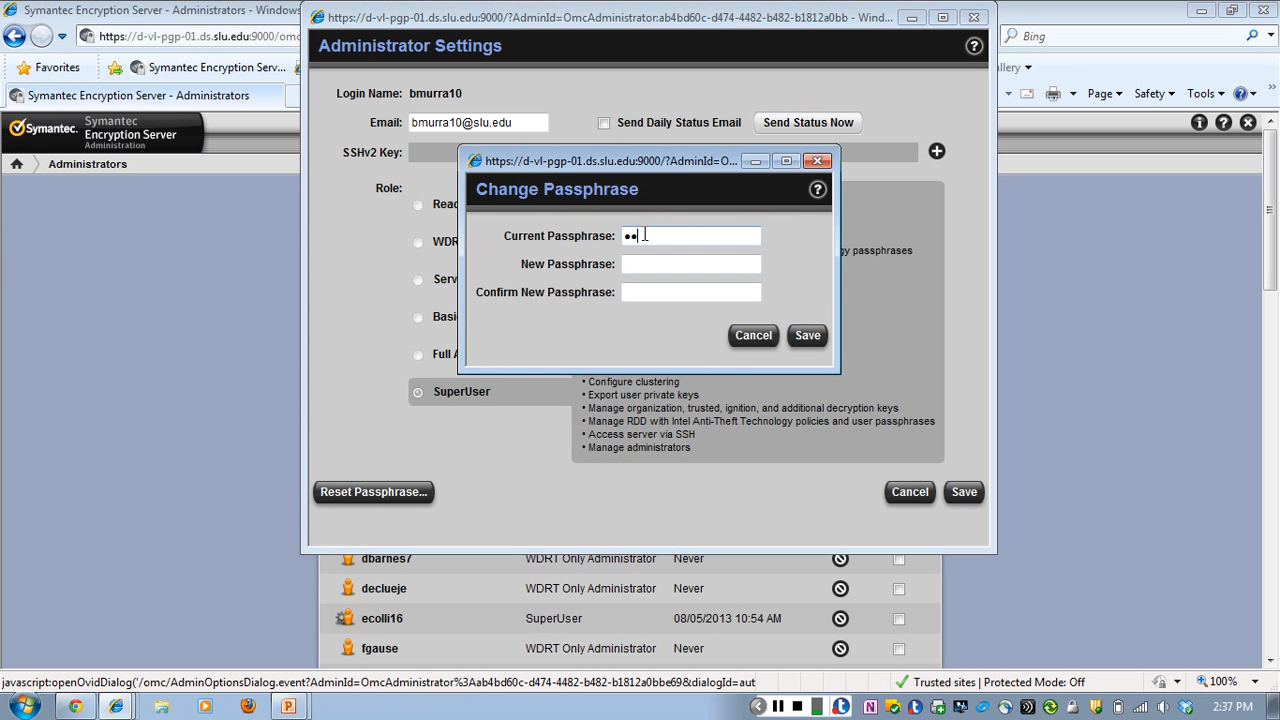 https://d-vl-pgp-01.ds.slu.edu:9000/?AdminId=OmcAdministrator:ab4bd60c-d474-4482-b482-b1812a0bb - Wind...
Symantec Encryption Server - Administrators - Windows
https://d-vl-pgp-01.ds.slu.edu:9000/omc
Bing
Favorites
Symantec Encryption Serv...
Symantec Encryption Server - Administrators
Page
Safety
Tools
Symantec.
Encryption Server
Administration
Administrators
Administrator Settings
Login Name: bmurra10
Email: bmurra10@slu.edu
Send Daily Status Email
Send Status Now
SSHv2 Key:
Role:
Read
WDR
Serv
Basi
Full A
SuperUser
gy passphrases
https://d-vl-pgp-01.ds.slu.edu:9000/?AdminId=O...
Change Passphrase
Current Passphrase: ●●
New Passphrase:
Confirm New Passphrase:
Cancel
Save
• Configure clustering
• Export user private keys
• Manage organization, trusted, ignition, and additional decryption keys
• Manage RDD with Intel Anti-Theft Technology policies and user passphrases
• Access server via SSH
• Manage administrators
Reset Passphrase...
Cancel
Save
dbarnes7 WDRT Only Administrator Never
declueje WDRT Only Administrator Never
ecolli16 SuperUser 08/05/2013 10:54 AM
fgause WDRT Only Administrator Never
javascript:openOvidDialog('/omc/AdminOptionsDialog.event?AdminId=OmcAdministrator%3Aab4bd60c-d474-4482-b482-b1812a0bbe69&dialogId=aut
Trusted sites | Protected Mode: Off
100%
2:37 PM